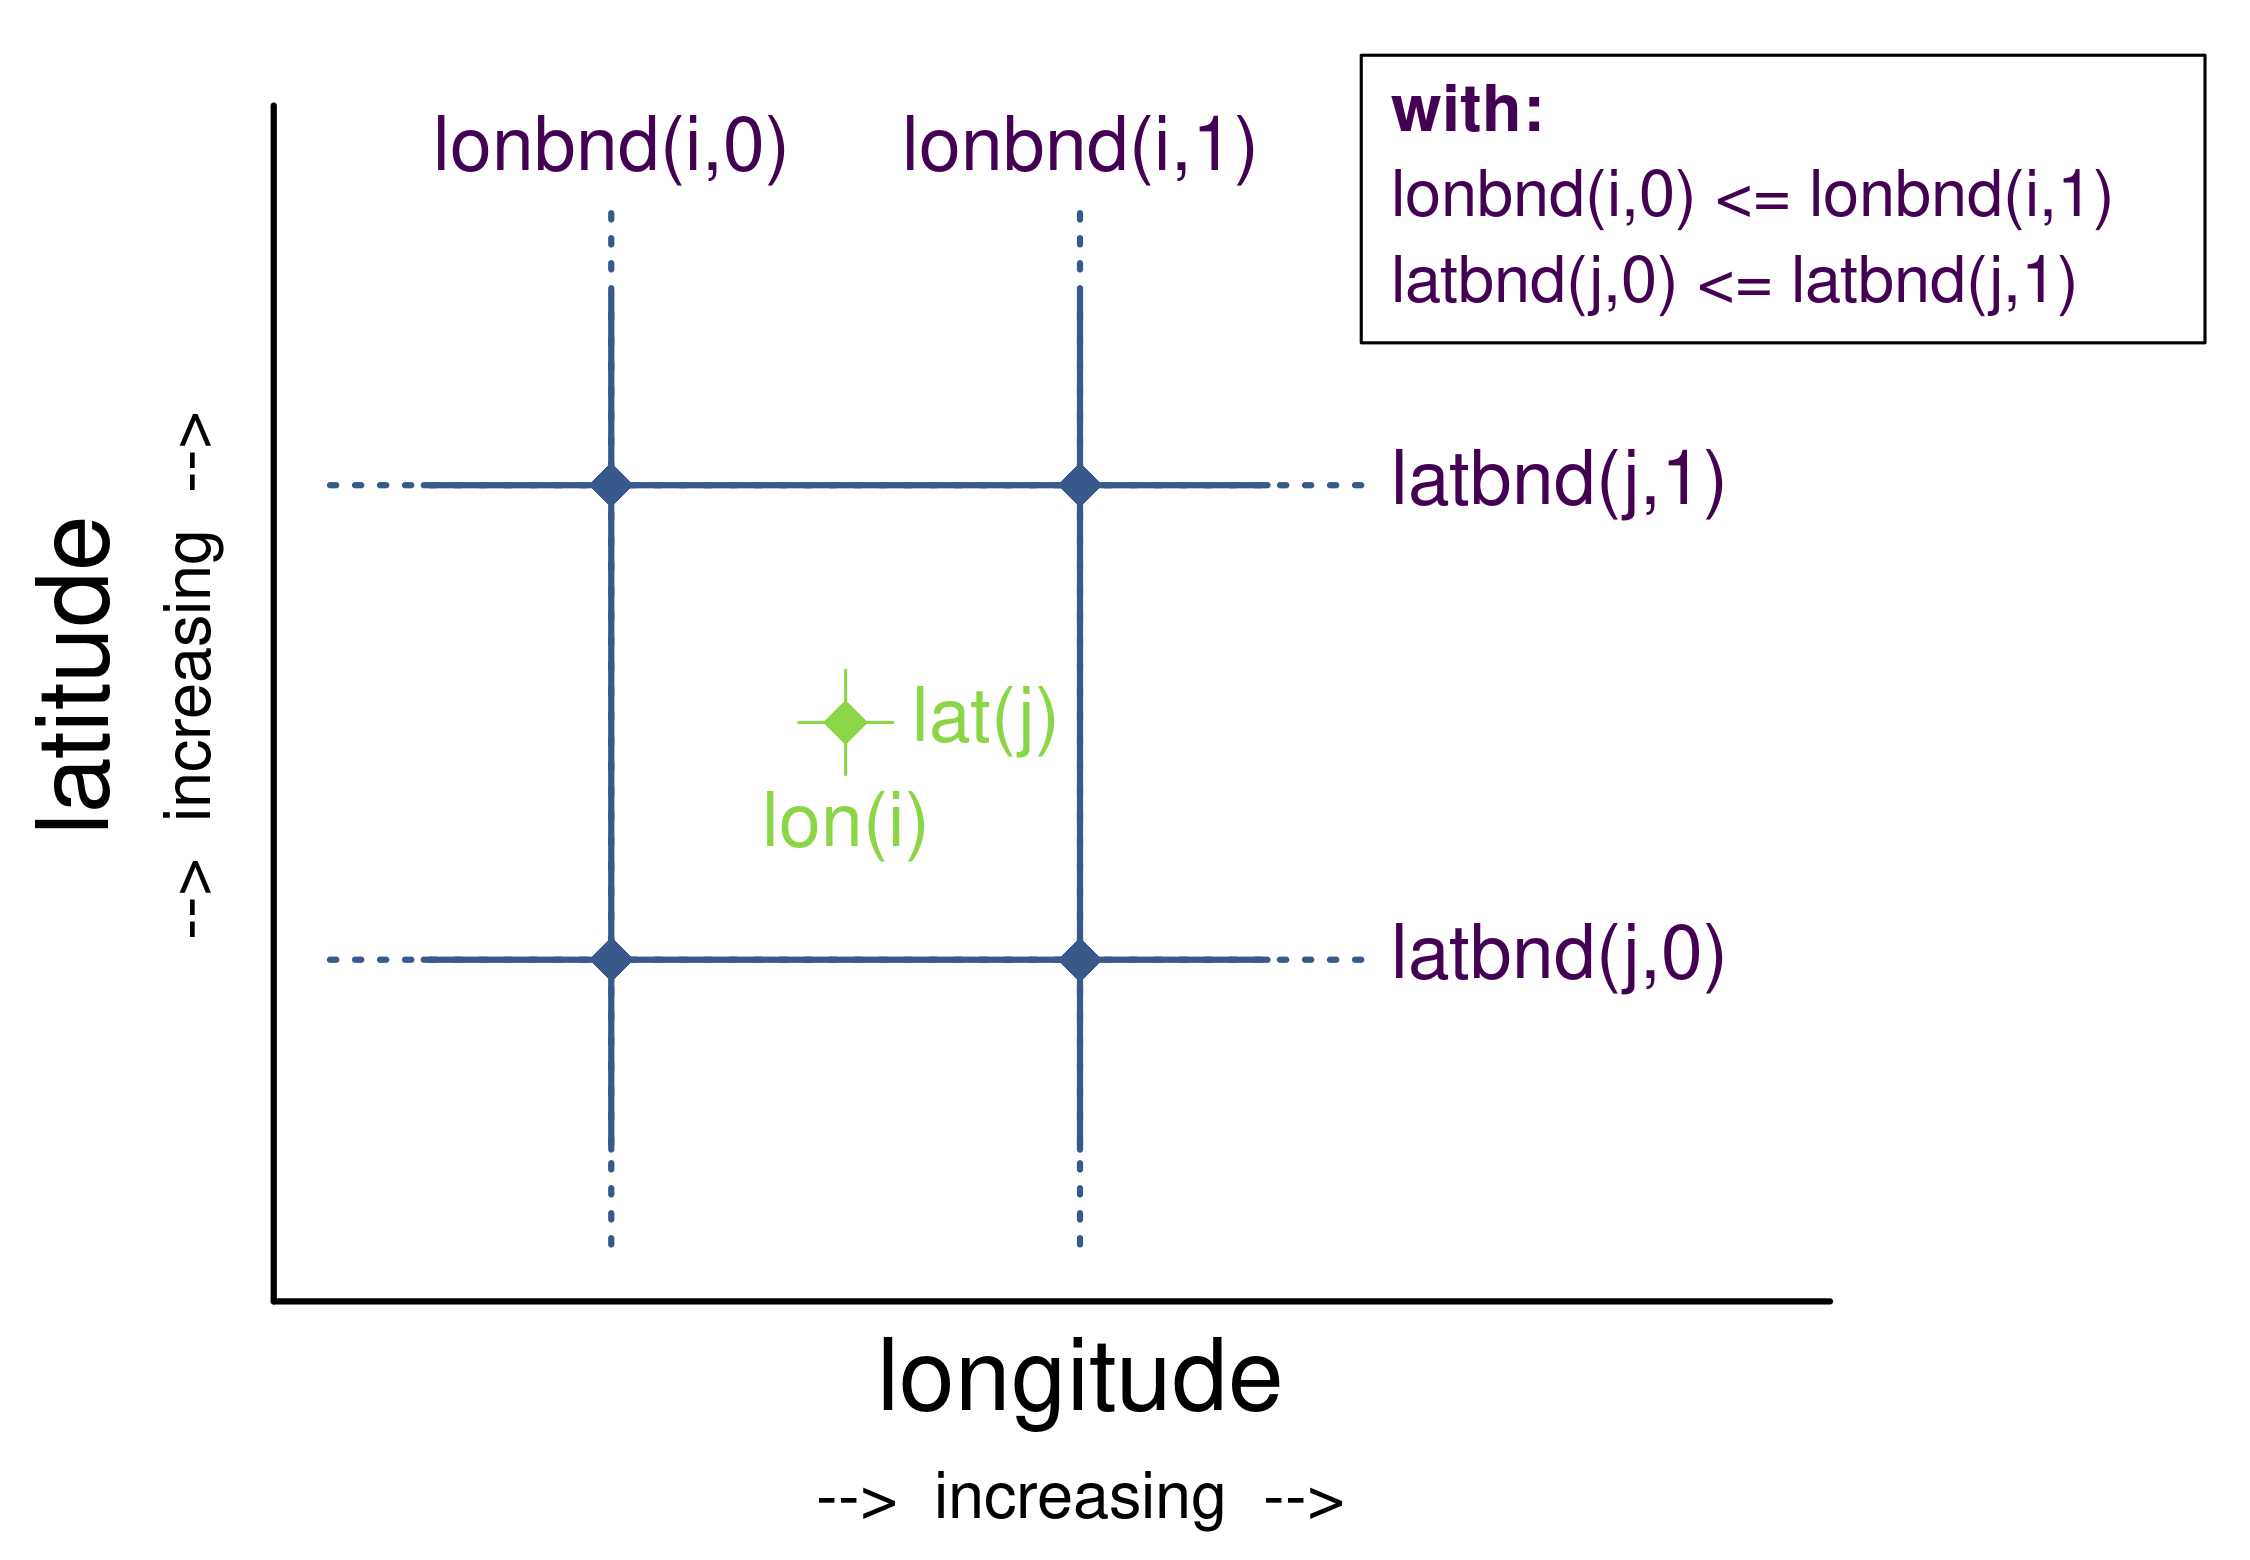 lonbnd(i,0)
lonbnd(i,1)
with:
lonbnd(i,0) <= lonbnd(i,1)
latbnd(j,0) <= latbnd(j,1)
latbnd(j,1)
lat(j)
lon(i)
latbnd(j,0)
latitude
--> increasing -->
longitude
--> increasing -->